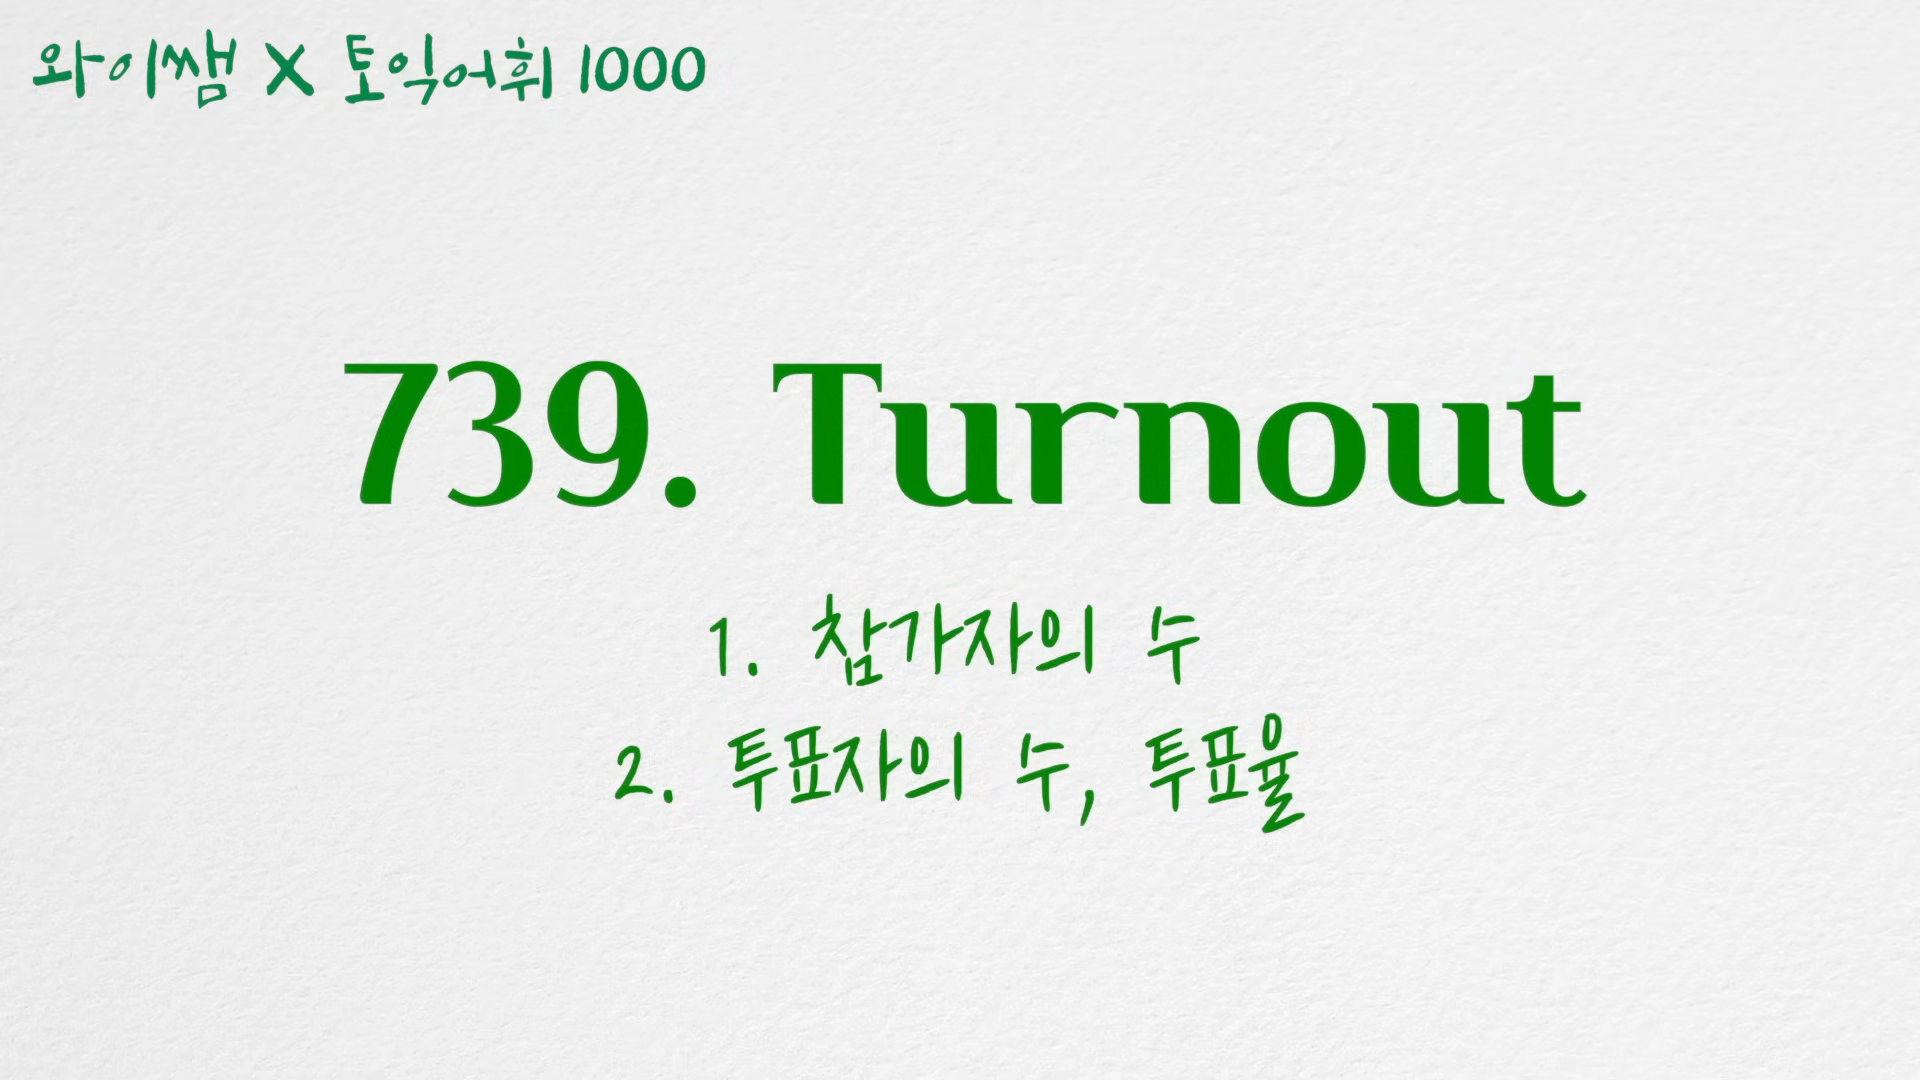 와이쌤 X 토익어휘 1000
739. Turnout
1. 참가자의 수
2. 투표자의 수, 투표율